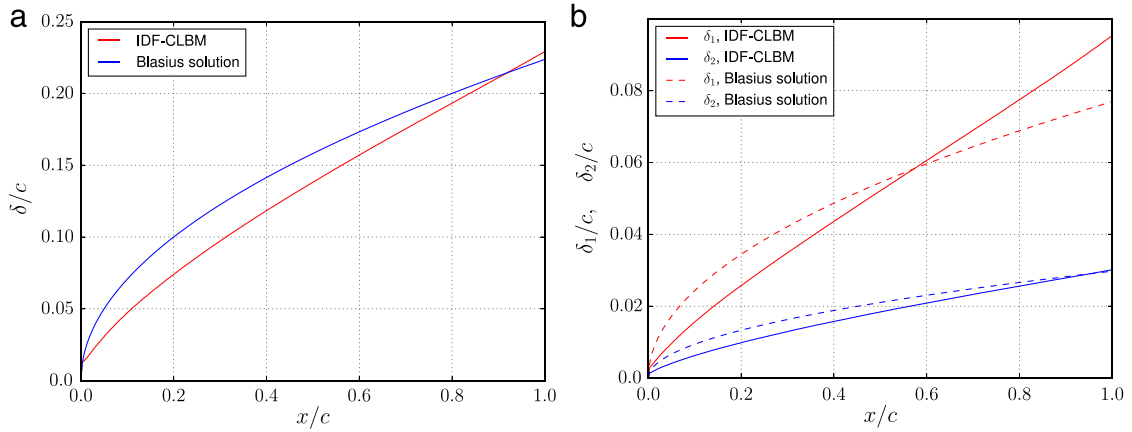 a
0.25
0.20
0.15
0.10
0.05
0.0
δ/c
IDF-CLBM
Blasius solution
0.0 0.2 0.4 0.6 0.8 1.0
x/c
b
0.08
0.06
0.04
0.02
0.0
δ₁/c, δ₂/c
δ₁, IDF-CLBM
δ₂, IDF-CLBM
δ₁, Blasius solution
δ₂, Blasius solution
0.0 0.2 0.4 0.6 0.8 1.0
x/c